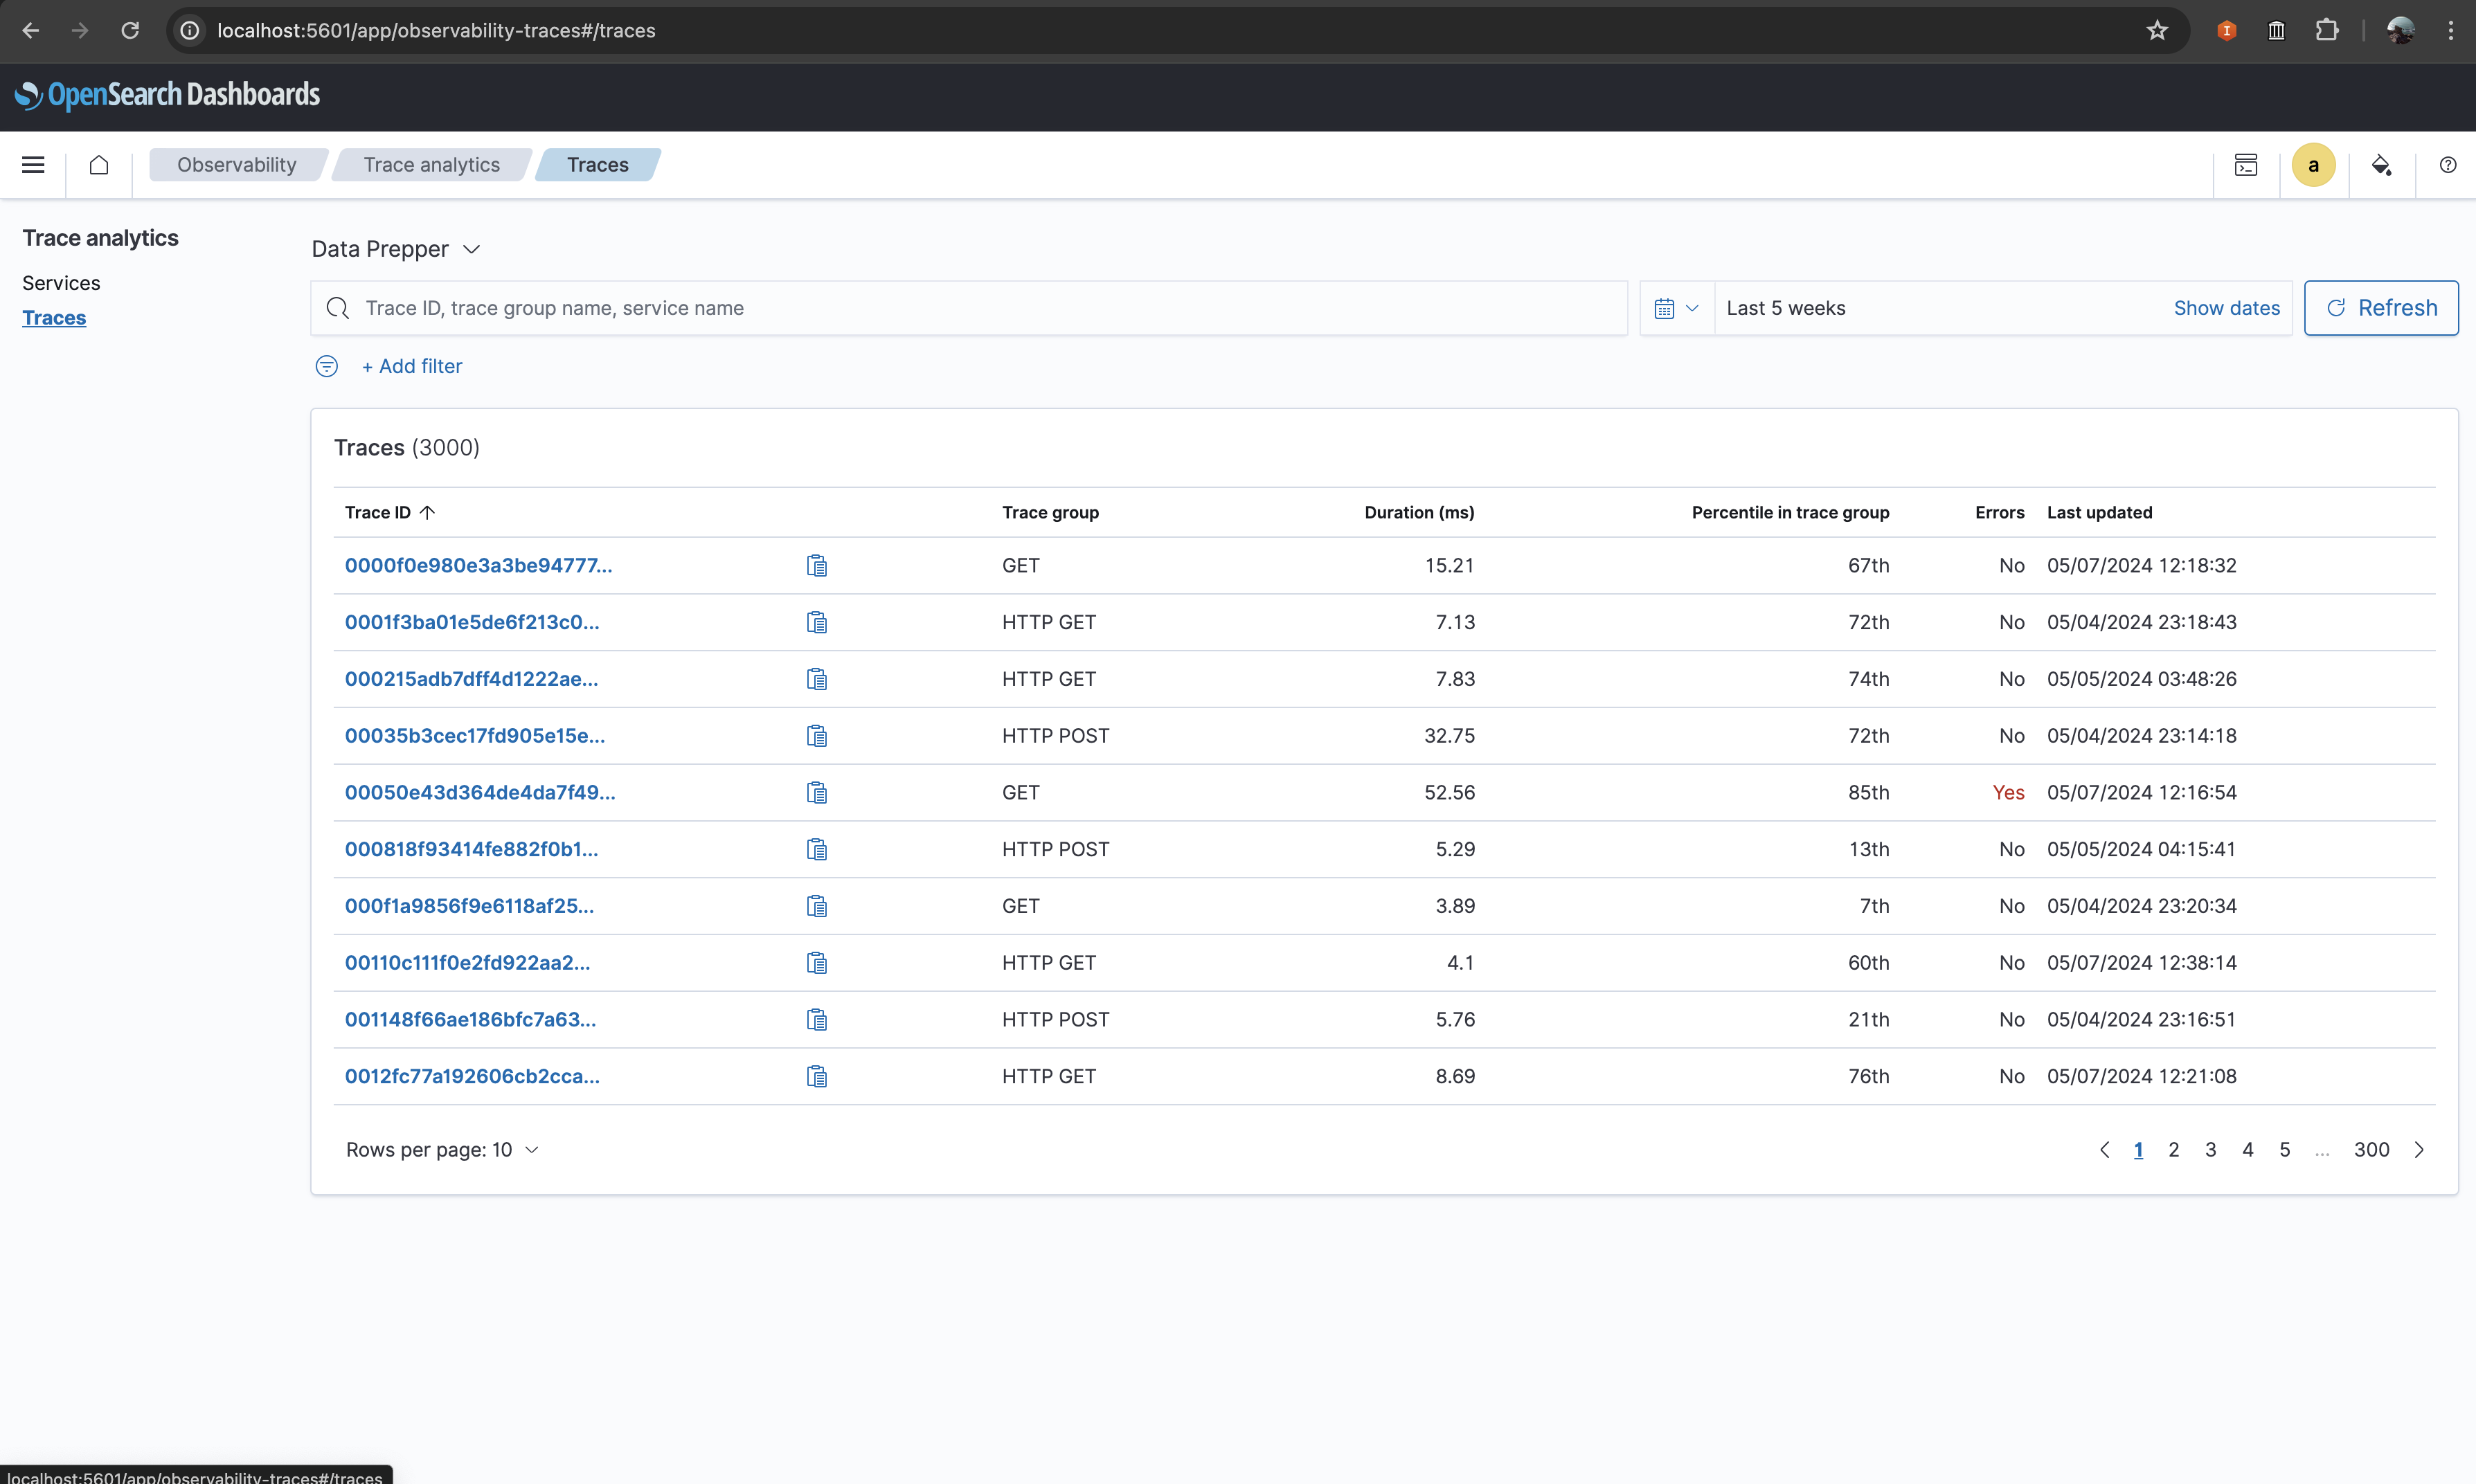 localhost:5601/app/observability-traces#/traces
OpenSearch Dashboards
Observability Trace analytics Traces a
Trace analytics
Services
Traces
Data Prepper
Trace ID, trace group name, service name Last 5 weeks Show dates Refresh
+ Add filter
Traces (3000)
Trace ID Trace group Duration (ms) Percentile in trace group Errors Last updated
0000f0e980e3a3be94777... GET 15.21 67th No 05/07/2024 12:18:32
0001f3ba01e5de6f213c0... HTTP GET 7.13 72th No 05/04/2024 23:18:43
000215adb7dff4d1222ae... HTTP GET 7.83 74th No 05/05/2024 03:48:26
00035b3cec17fd905e15e... HTTP POST 32.75 72th No 05/04/2024 23:14:18
00050e43d364de4da7f49... GET 52.56 85th Yes 05/07/2024 12:16:54
000818f93414fe882f0b1... HTTP POST 5.29 13th No 05/05/2024 04:15:41
000f1a9856f9e6118af25... GET 3.89 7th No 05/04/2024 23:20:34
00110c111f0e2fd922aa2... HTTP GET 4.1 60th No 05/07/2024 12:38:14
001148f66ae186bfc7a63... HTTP POST 5.76 21th No 05/04/2024 23:16:51
0012fc77a192606cb2cca... HTTP GET 8.69 76th No 05/07/2024 12:21:08
Rows per page: 10 1 2 3 4 5 ... 300
localhost:5601/app/observability-traces#/traces